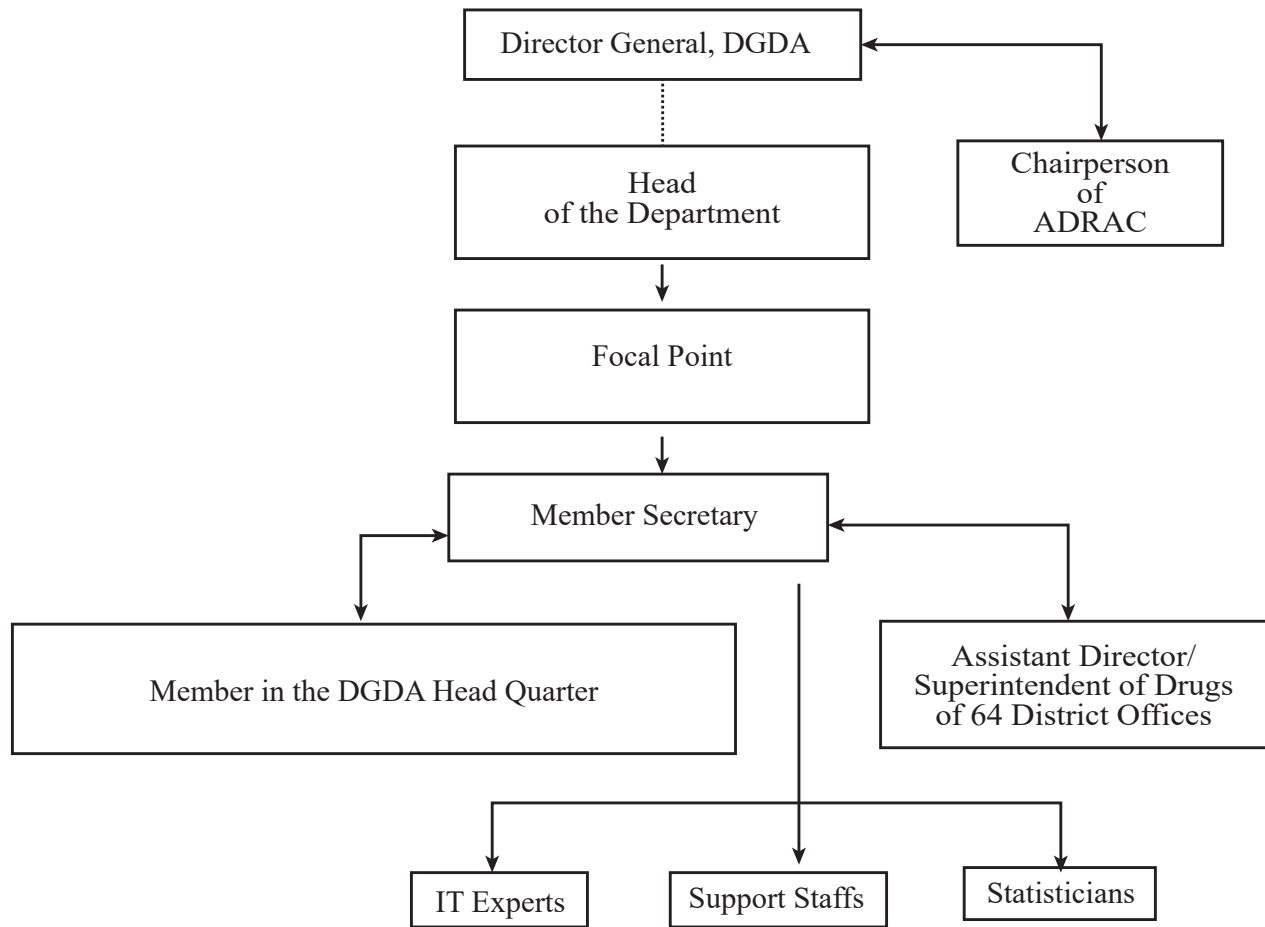 Director General, DGDA
Chairperson
of
ADRAC
Head
of the Department
Focal Point
Member Secretary
Member in the DGDA Head Quarter
Assistant Director/
Superintendent of Drugs
of 64 District Offices
IT Experts
Support Staffs
Statisticians